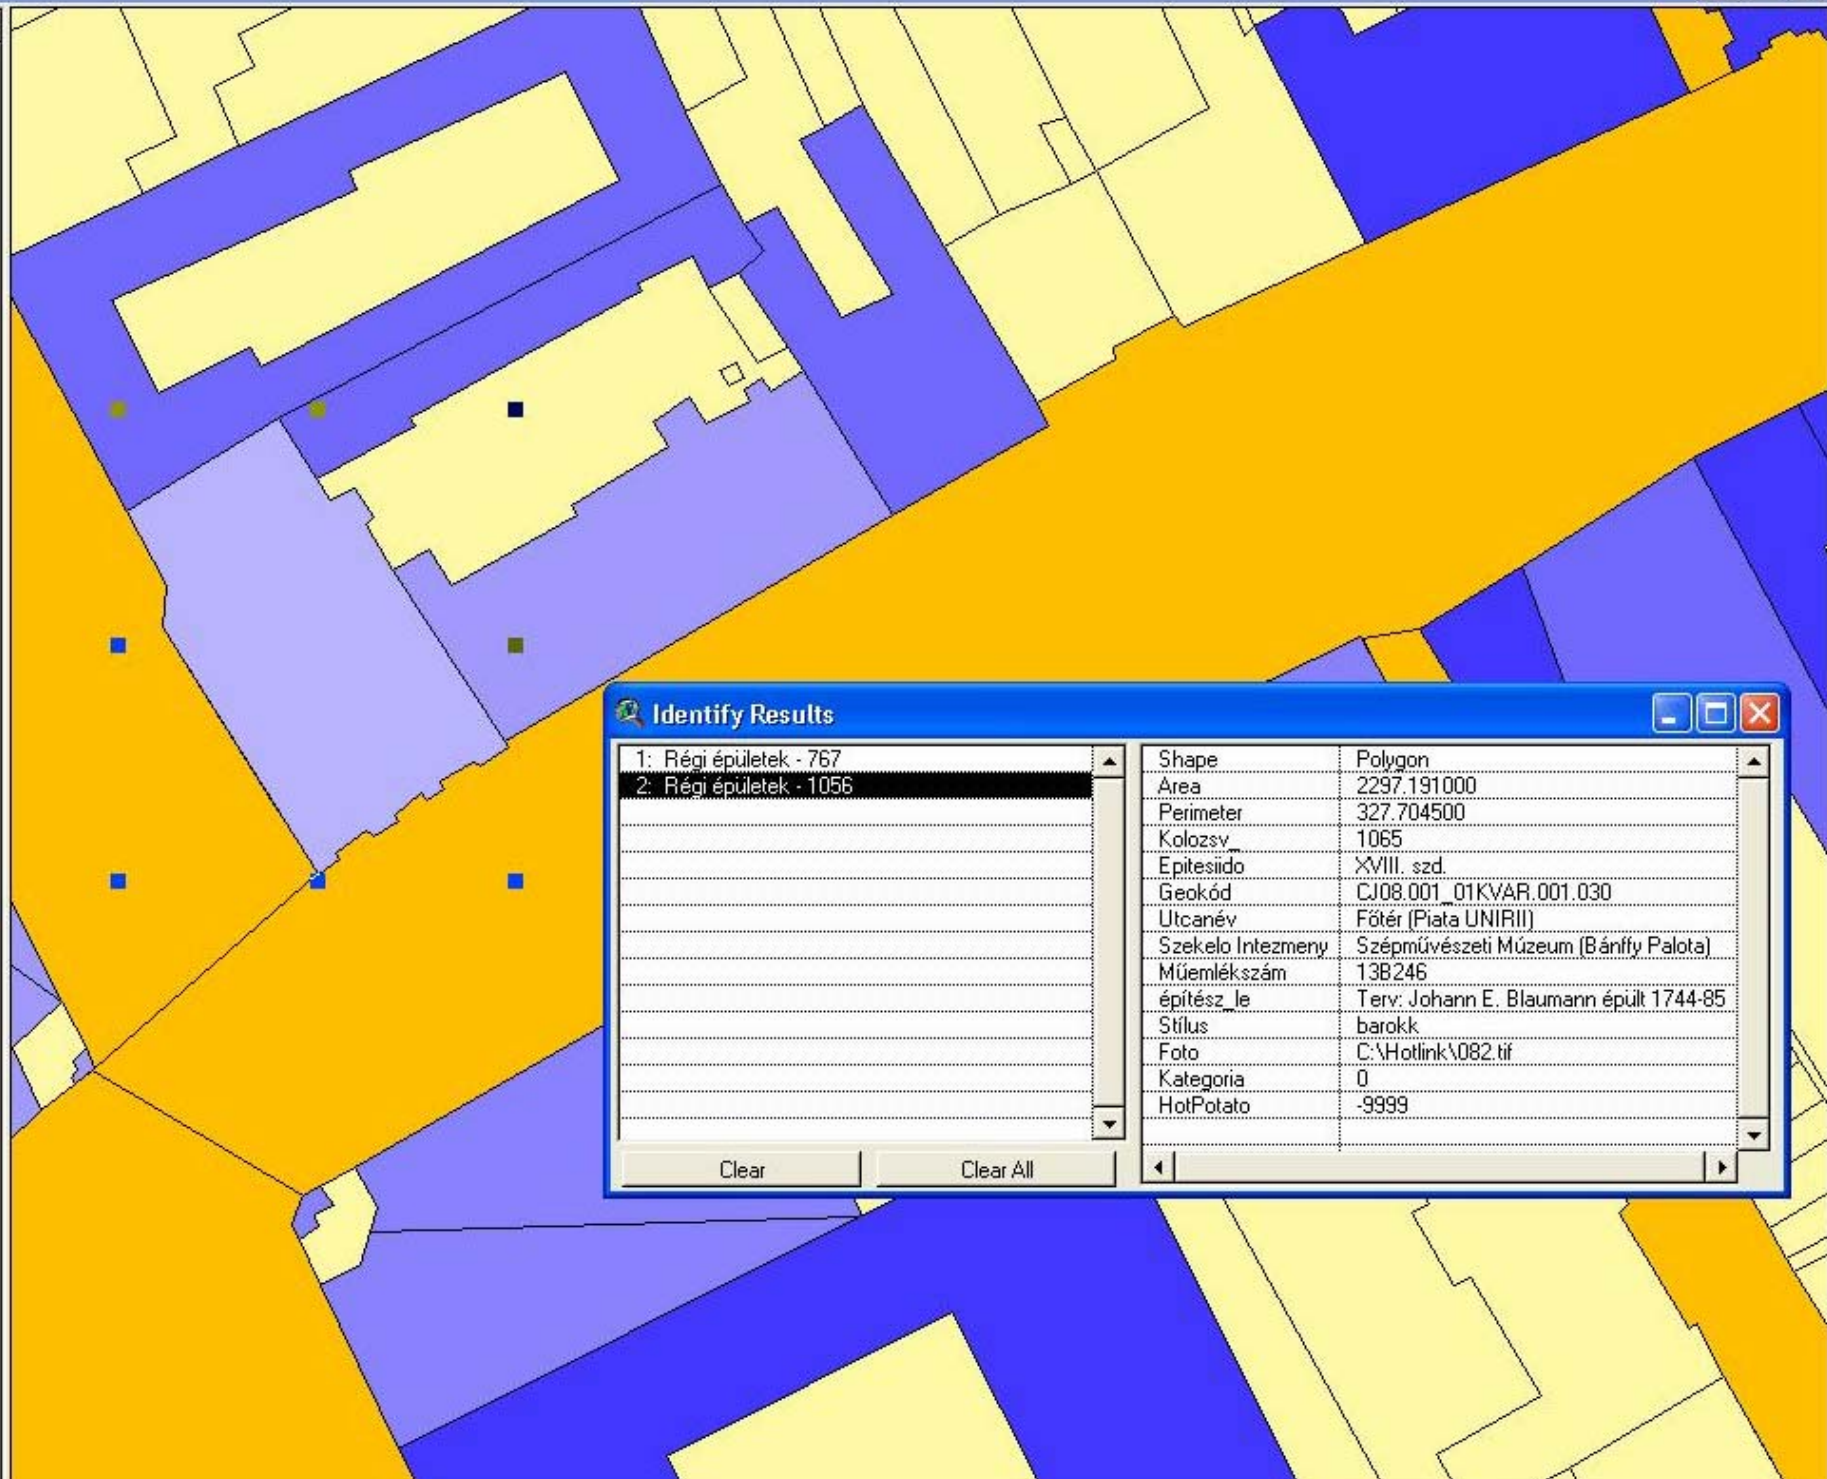 Identify Results
1: Régi épületek - 767
2: Régi épületek - 1056
Clear
Clear All
Shape Polygon
Area 2297.191000
Perimeter 327.704500
Kolozsv_ 1065
Epitesiido XVIII. szd.
Geokód CJ08.001_01KVAR.001.030
Utcanév Főtér (Piata UNIRII)
Szekelo Intezmeny Szépművészeti Múzeum (Bánffy Palota)
Műemlékszám 13B246
építész_le Terv: Johann E. Blaumann épült 1744-85
Stílus barokk
Foto C:\Hotlink\082.tif
Kategoria 0
HotPotato -9999